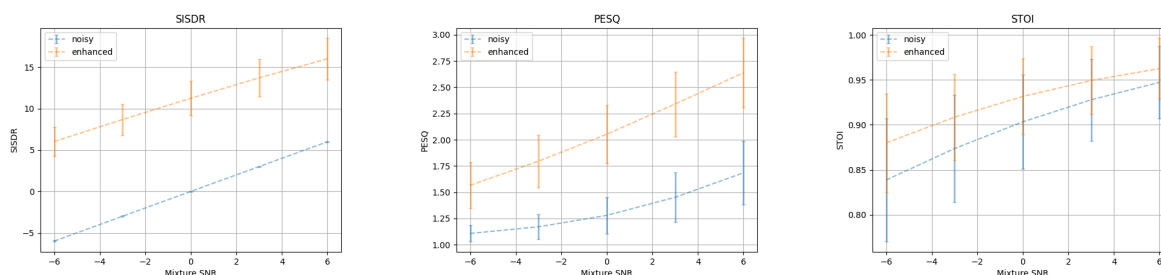 SISDR
noisy
enhanced
15
10
5
0
−5
SISDR
−6
−4
−2
0
2
4
6
Mixture SNR
PESQ
noisy
enhanced
3.00
2.75
2.50
2.25
2.00
1.75
1.50
1.25
1.00
PESQ
−6
−4
−2
0
2
4
6
Mixture SNR
STOI
noisy
enhanced
1.00
0.95
0.90
0.85
0.80
STOI
−6
−4
−2
0
2
4
6
Mixture SNR